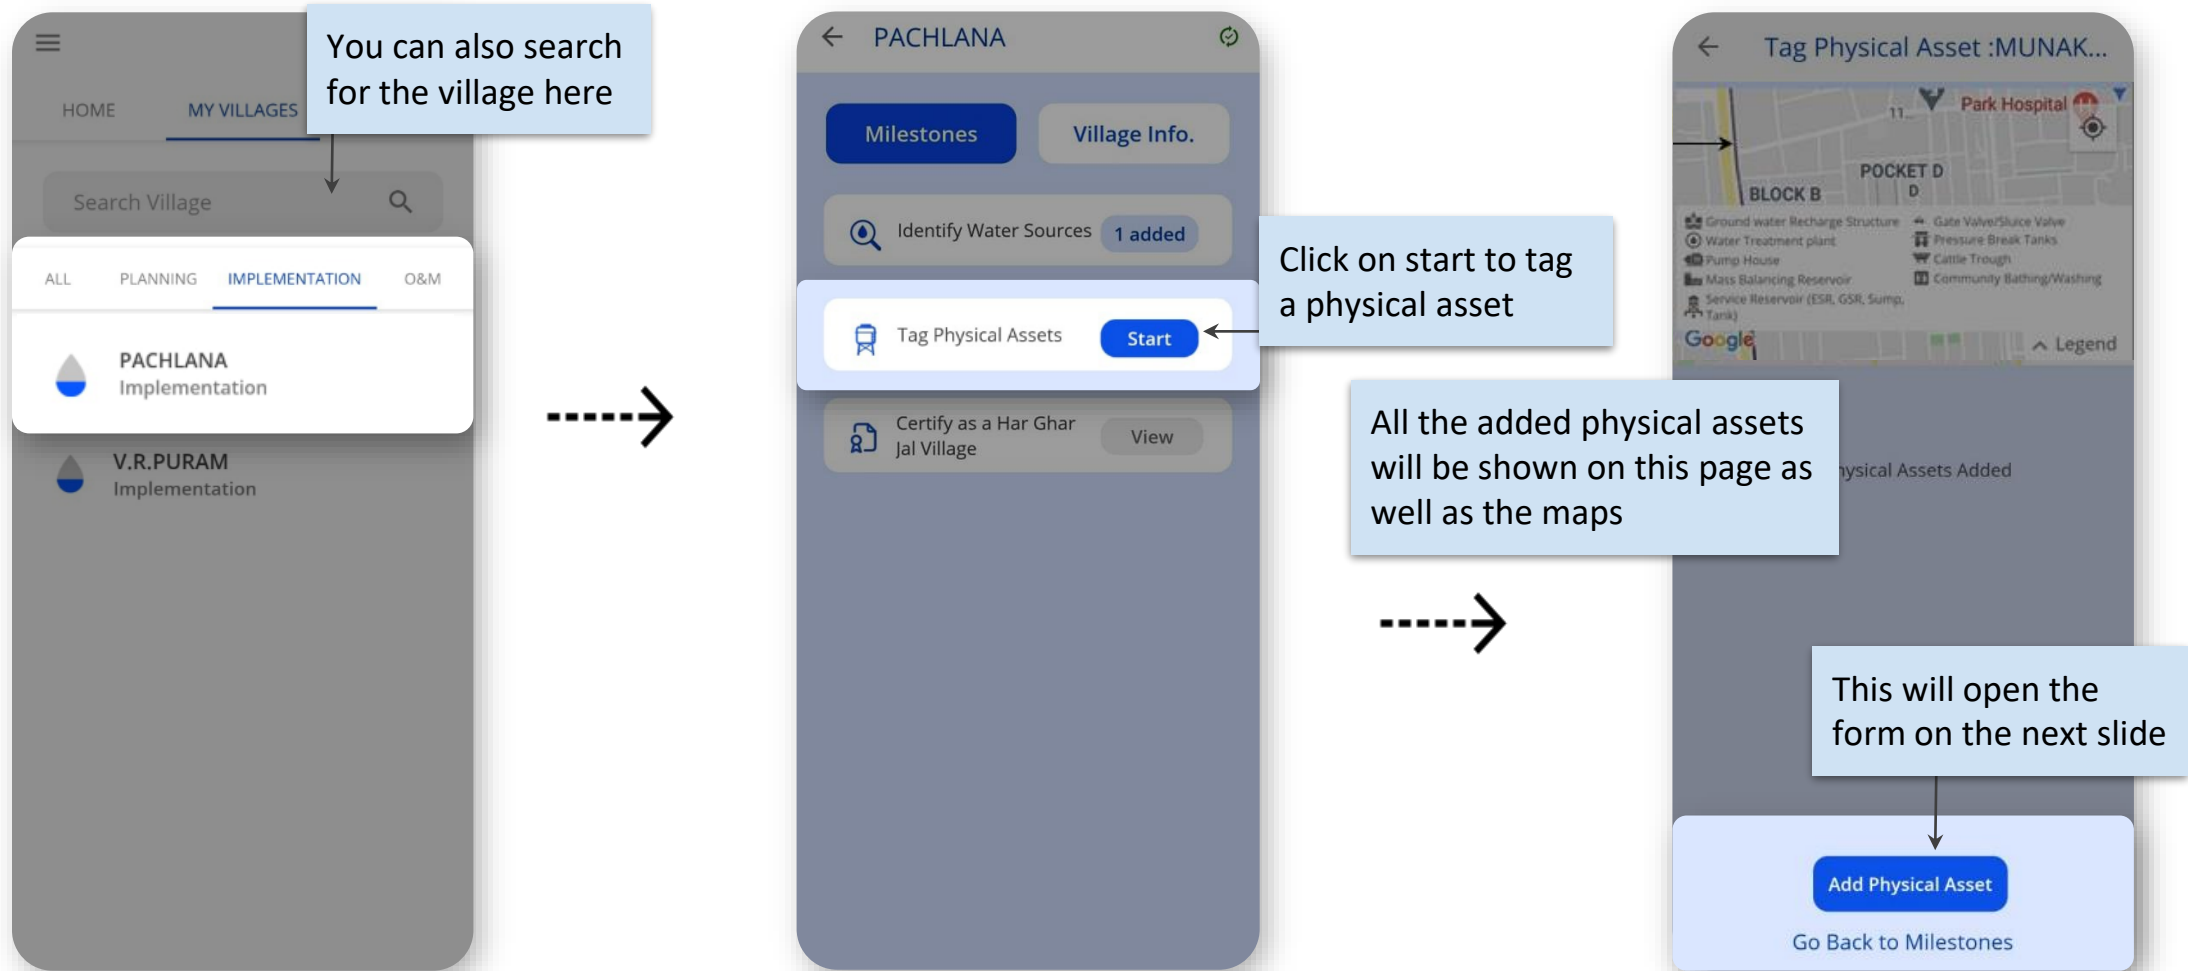 You can also search
for the village here
HOME
MY VILLAGES
Search Village
ALL
PLANNING
IMPLEMENTATION
O&M
PACHLANA
Implementation
V.R.PURAM
Implementation
PACHLANA
Milestones
Village Info.
Identify Water Sources
1 added
Tag Physical Assets
Start
Certify as a Har Ghar
Jal Village
View
Click on start to tag
a physical asset
All the added physical assets
will be shown on this page as
well as the maps
Tag Physical Asset :MUNAK...
11..
Park Hospital
H
POCKET D
D
BLOCK B
Ground water Recharge Structure
Gate Valve/Sluice Valve
Water Treatment plant
Pressure Break Tanks
Pump House
Cattle Trough
Mass Balancing Reservoir
Community Bathing/Washing
Service Reservoir (ESR, GSR, Sump,
Tank)
Google
Legend
hysical Assets Added
This will open the
form on the next slide
Add Physical Asset
Go Back to Milestones